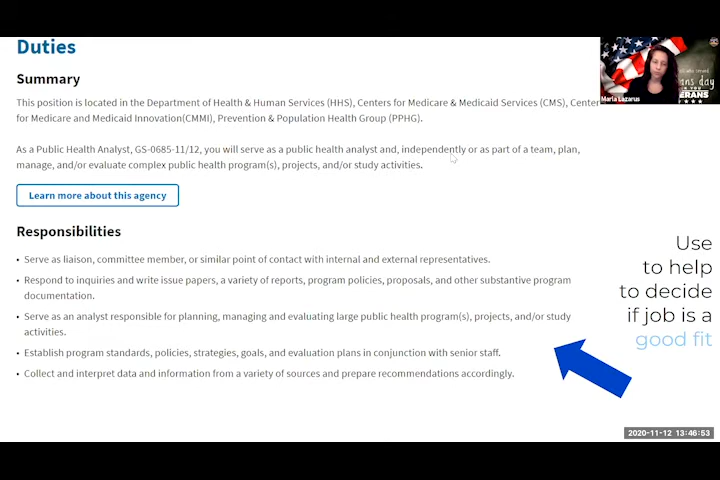 Duties
Summary
This position is located in the Department of Health & Human Services (HHS), Centers for Medicare & Medicaid Services (CMS), Center
for Medicare and Medicaid Innovation(CMMI), Prevention & Population Health Group (PPHG).
As a Public Health Analyst, GS-0685-11/12, you will serve as a public health analyst and, independently or as part of a team, plan,
manage, and/or evaluate complex public health program(s), projects, and/or study activities.
Learn more about this agency
Responsibilities
• Serve as liaison, committee member, or similar point of contact with internal and external representatives.
• Respond to inquiries and write issue papers, a variety of reports, program policies, proposals, and other substantive program
documentation.
• Serve as an analyst responsible for planning, managing and evaluating large public health program(s), projects, and/or study
activities.
• Establish program standards, policies, strategies, goals, and evaluation plans in conjunction with senior staff.
• Collect and interpret data and information from a variety of sources and prepare recommendations accordingly.
Maria Lazarus
day
ERANS
Use
to help
to decide
if job is a
good fit
2020-11-12 13:46:53